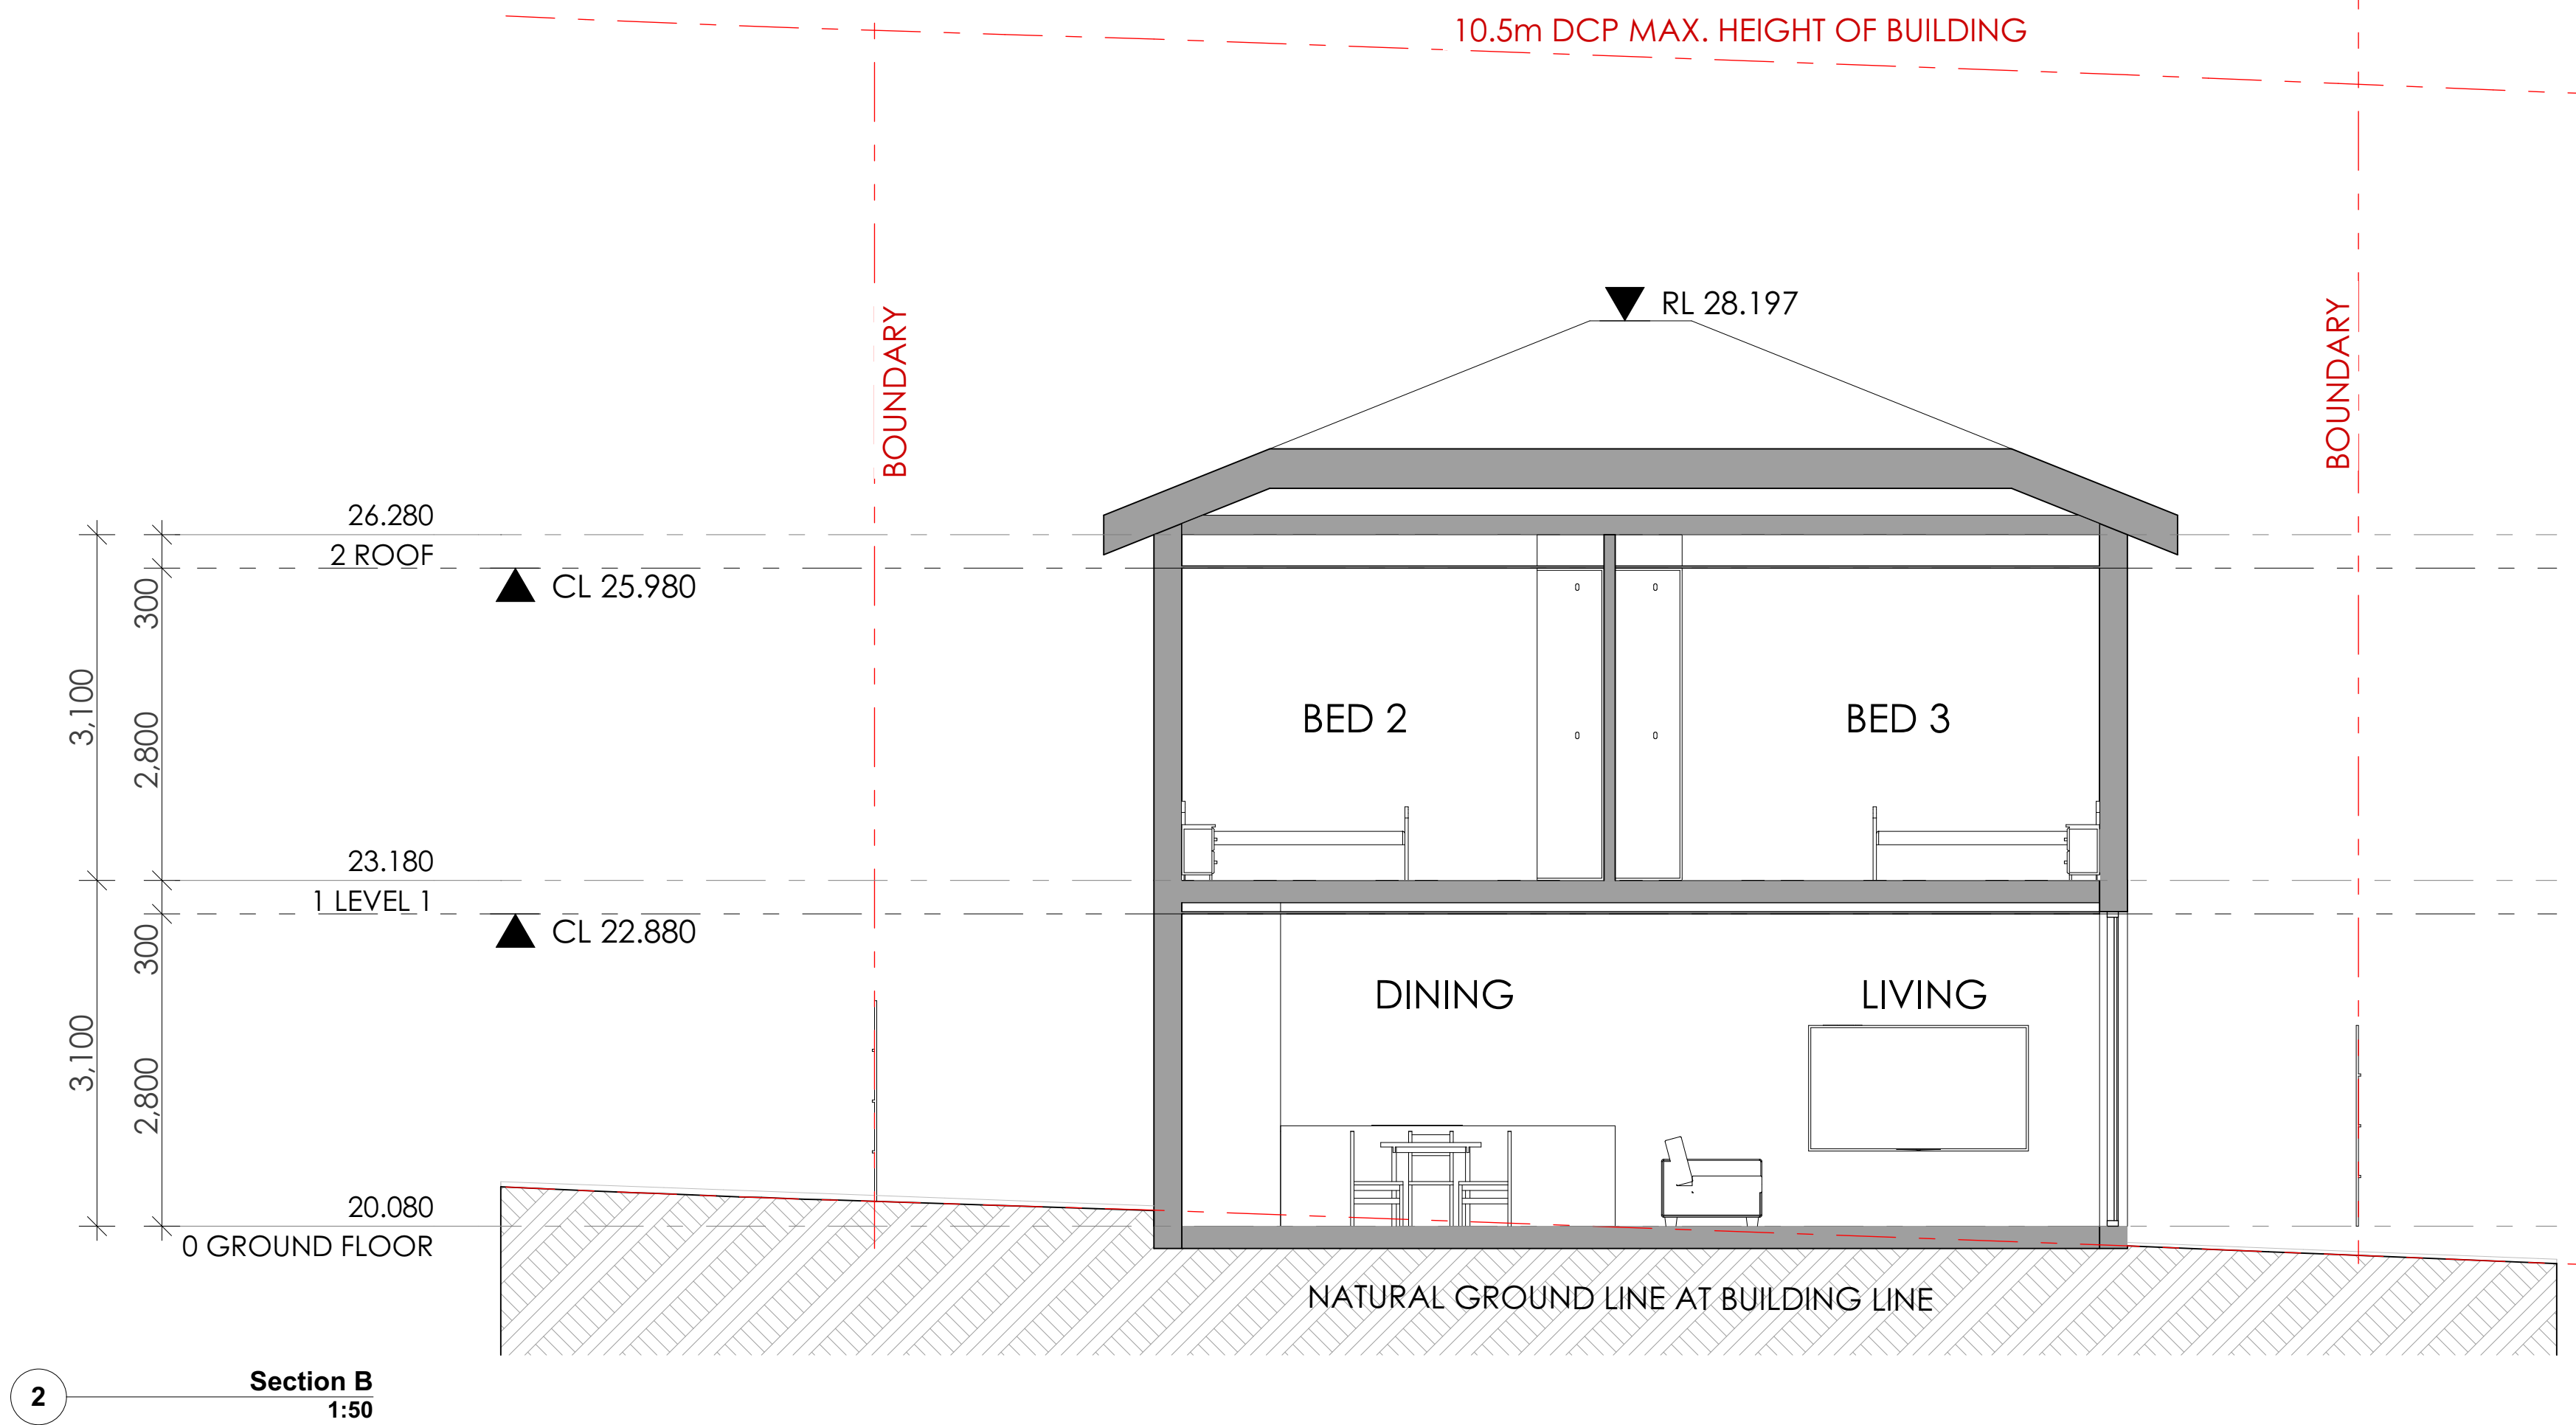 10.5m DCP MAX. HEIGHT OF BUILDING
RL 28.197
BOUNDARY
BOUNDARY
26.280
2 ROOF
CL 25.980
300
3,100
2,800
BED 2
BED 3
23.180
1 LEVEL 1
CL 22.880
300
3,100
2,800
DINING
LIVING
20.080
0 GROUND FLOOR
NATURAL GROUND LINE AT BUILDING LINE
2
Section B
1:50